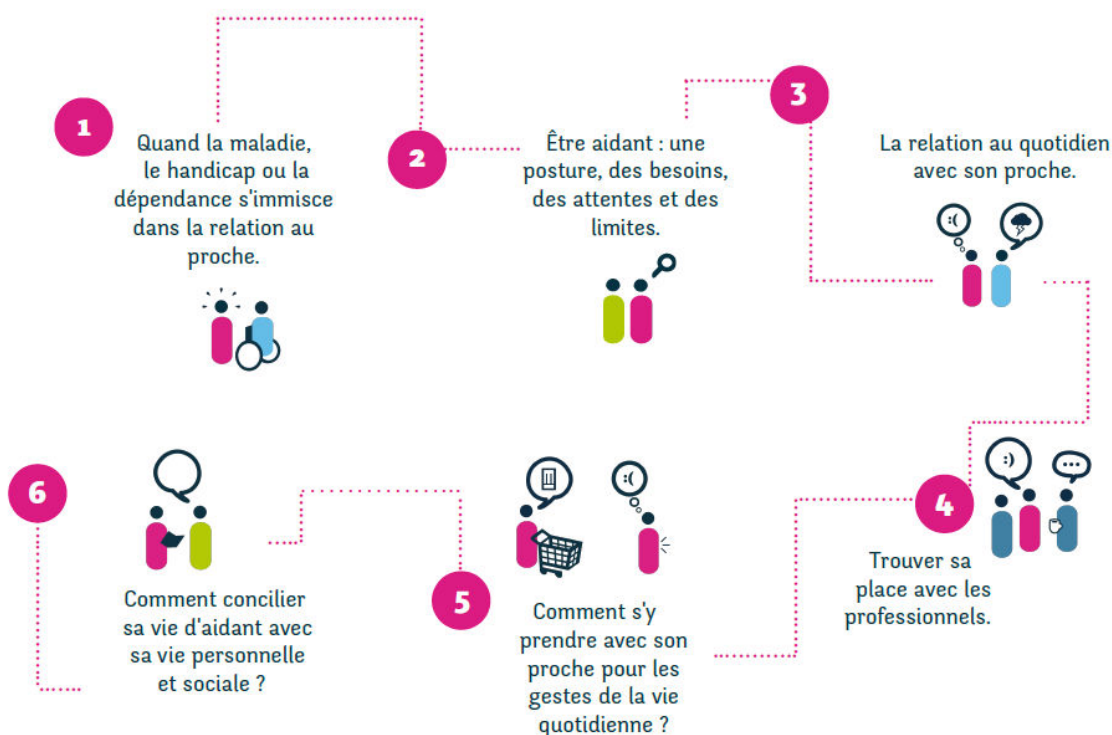 1
Quand la maladie,
le handicap ou la
dépendance s'immisce
dans la relation au
proche.
2
Être aidant : une
posture, des besoins,
des attentes et des
limites.
3
La relation au quotidien
avec son proche.
:(
4
:)
...
Trouver sa
place avec les
professionnels.
5
:(
Comment s'y
prendre avec son
proche pour les
gestes de la vie
quotidienne ?
6
Comment concilier
sa vie d'aidant avec
sa vie personnelle
et sociale ?